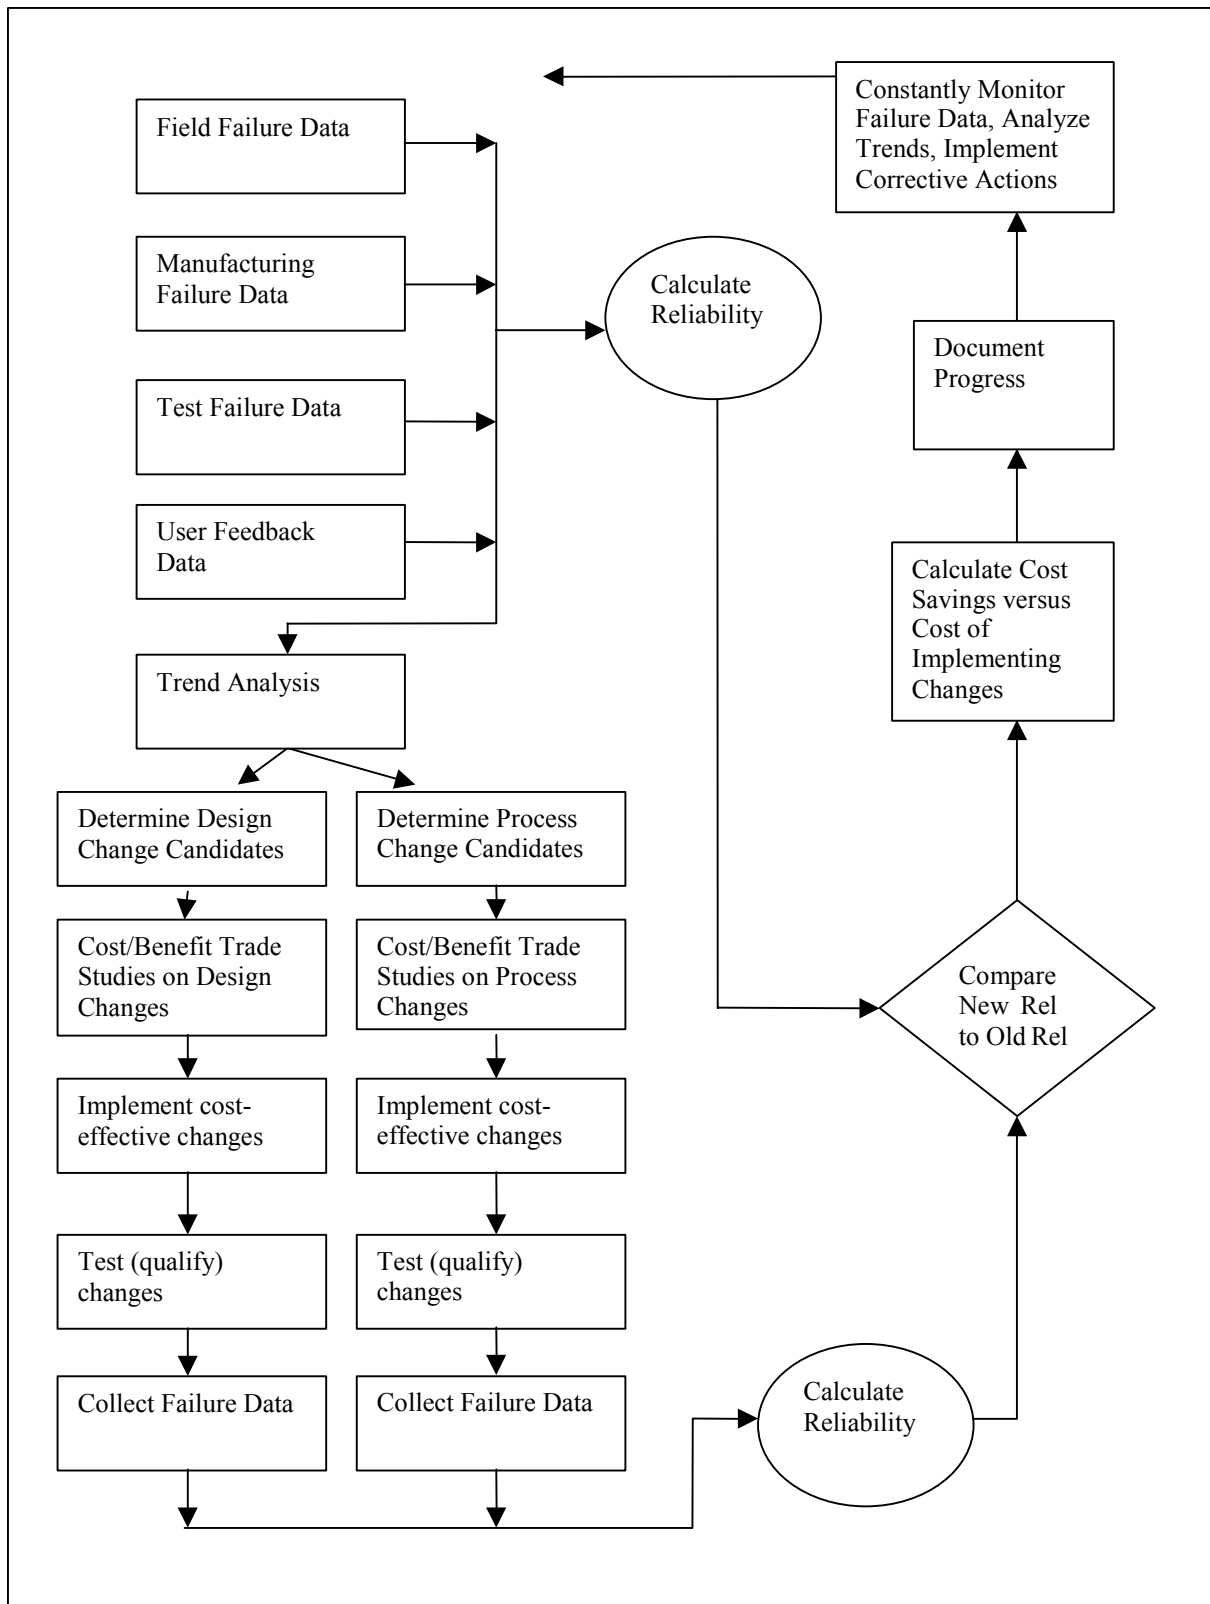 Field Failure Data
Manufacturing
Failure Data
Test Failure Data
User Feedback
Data
Trend Analysis
Determine Design
Change Candidates
Determine Process
Change Candidates
Cost/Benefit Trade
Studies on Design
Changes
Cost/Benefit Trade
Studies on Process
Changes
Implement cost-
effective changes
Implement cost-
effective changes
Test (qualify)
changes
Test (qualify)
changes
Collect Failure Data
Collect Failure Data
Calculate
Reliability
Calculate
Reliability
Compare
New Rel
to Old Rel
Calculate Cost
Savings versus
Cost of
Implementing
Changes
Document
Progress
Constantly Monitor
Failure Data, Analyze
Trends, Implement
Corrective Actions